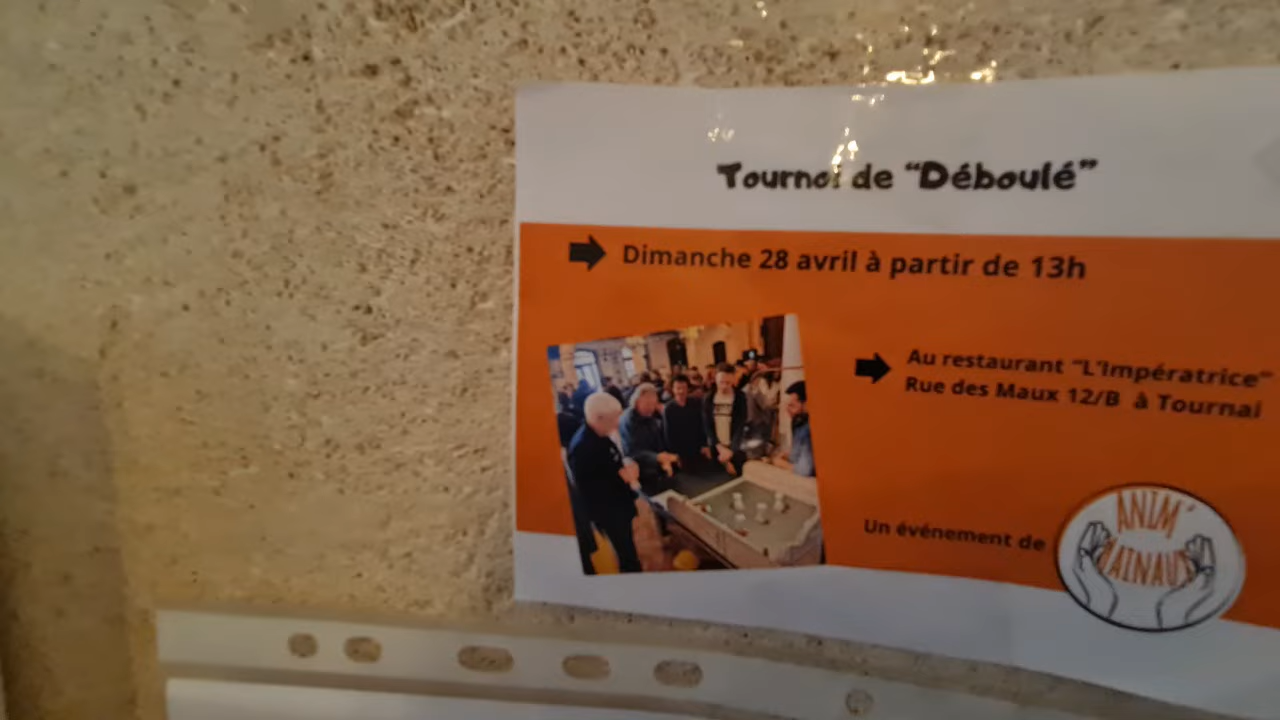 Tournoi de “Déboulé”
Dimanche 28 avril à partir de 13h
Au restaurant “L'Impératrice”
Rue des Maux 12/B à Tournai
Un événement de
ANIM'
HAINAUT